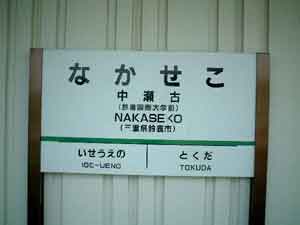 なかせこ
中瀬古
(鈴鹿国際大学前)
NAKASEKO
(三重県鈴鹿市)
いせうえの とくだ
ISE-UENO TOKUDA